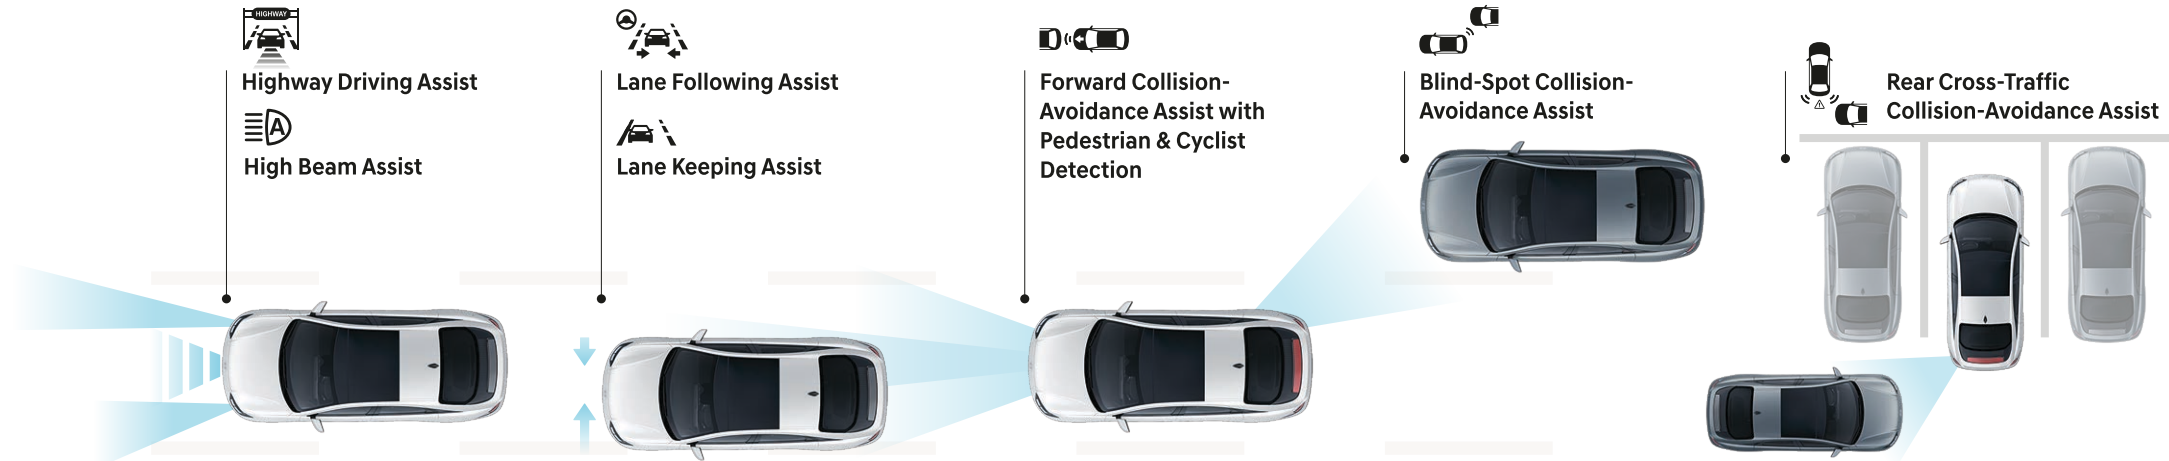 HIGHWAY
Highway Driving Assist
A
High Beam Assist
Lane Following Assist
Lane Keeping Assist
Forward Collision-
Avoidance Assist with
Pedestrian & Cyclist
Detection
Blind-Spot Collision-
Avoidance Assist
Rear Cross-Traffic
Collision-Avoidance Assist